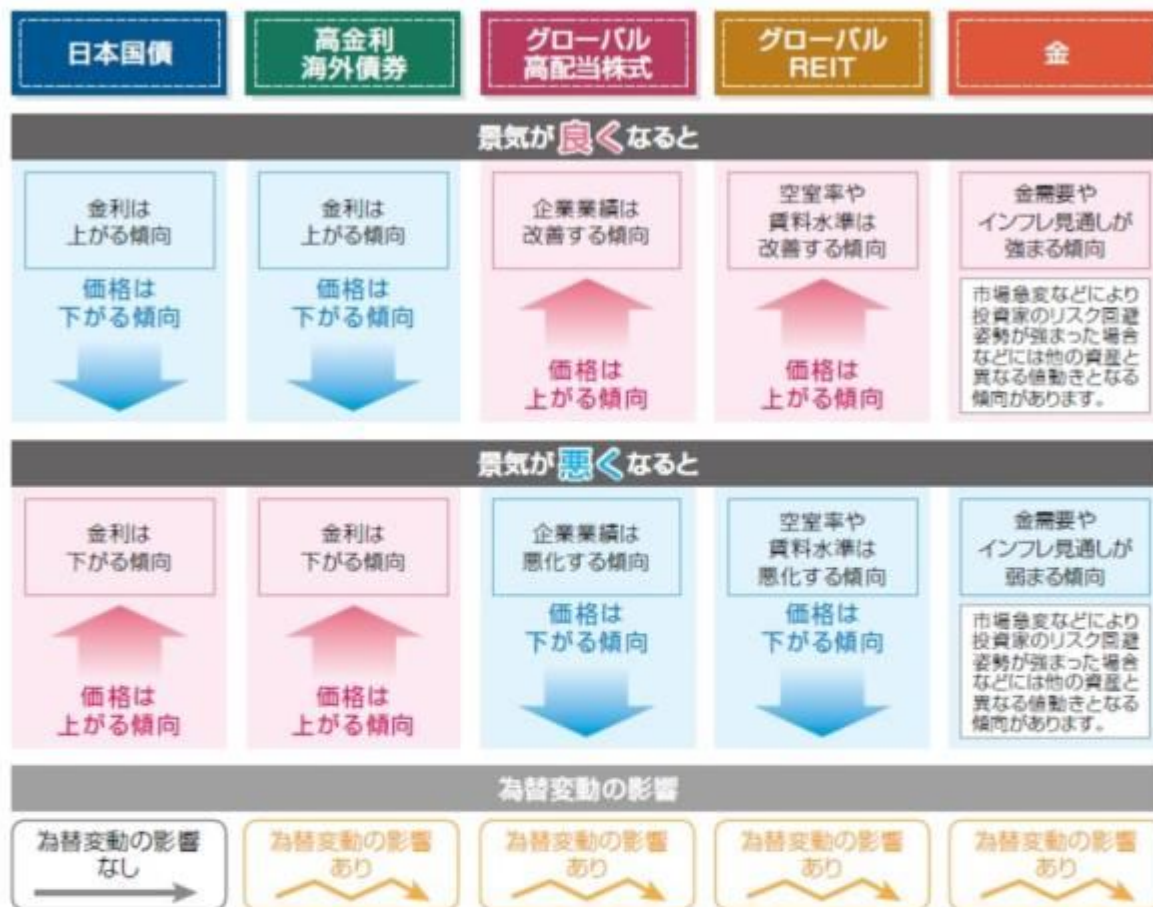 日本国債
高金利
海外債券
グローバル
高配当株式
グローバル
REIT
金
景気が良くなると
金利は
上がる傾向
価格は
下がる傾向
金利は
上がる傾向
価格は
下がる傾向
企業業績は
改善する傾向
価格は
上がる傾向
空室率や
賃料水準は
改善する傾向
価格は
上がる傾向
金需要や
インフレ見通しが
強まる傾向
市場急変などにより
投資家のリスク回避
姿勢が強まった場合
などには他の資産と
異なる値動きとなる
傾向があります。
景気が悪くなると
金利は
下がる傾向
価格は
上がる傾向
金利は
下がる傾向
価格は
上がる傾向
企業業績は
悪化する傾向
価格は
下がる傾向
空室率や
賃料水準は
悪化する傾向
価格は
下がる傾向
金需要や
インフレ見通しが
弱まる傾向
市場急変などにより
投資家のリスク回避
姿勢が強まった場合
などには他の資産と
異なる値動きとなる
傾向があります。
為替変動の影響
為替変動の影響
なし
為替変動の影響
あり
為替変動の影響
あり
為替変動の影響
あり
為替変動の影響
あり